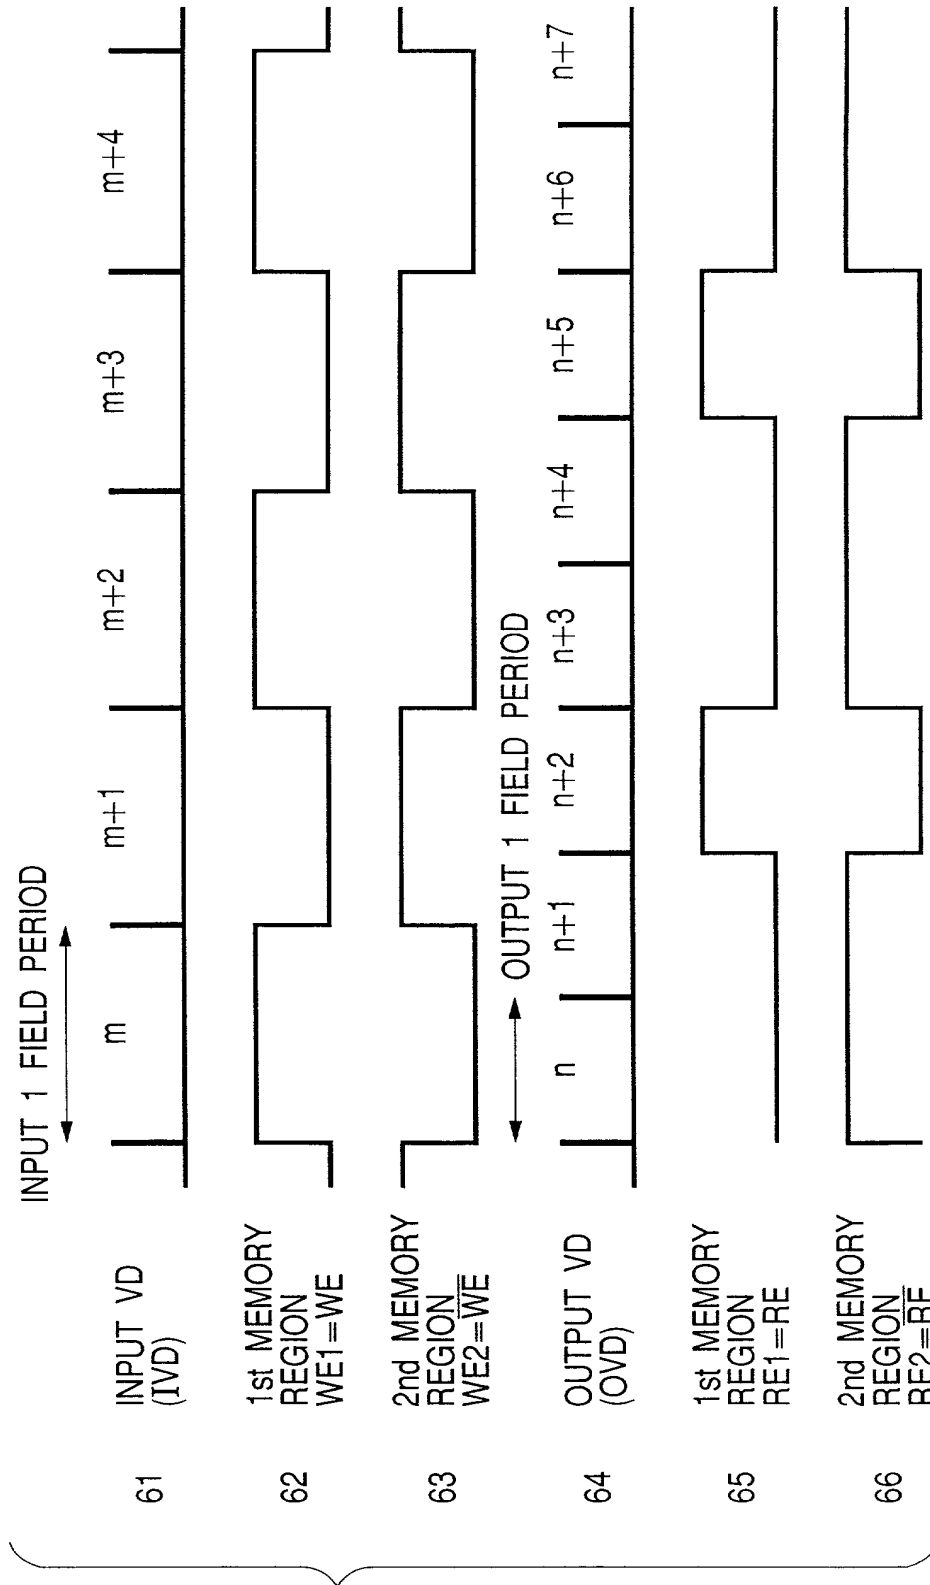 INPUT 1 FIELD PERIOD
61
INPUT VD
(IVD)
m
m+1
m+2
m+3
m+4
62
1st MEMORY
REGION
WE1=WE
63
2nd MEMORY
REGION
WE2=W̅E̅
OUTPUT 1 FIELD PERIOD
64
OUTPUT VD
(OVD)
n
n+1
n+2
n+3
n+4
n+5
n+6
n+7
65
1st MEMORY
REGION
RE1=RE
66
2nd MEMORY
REGION
RE2=R̅E̅